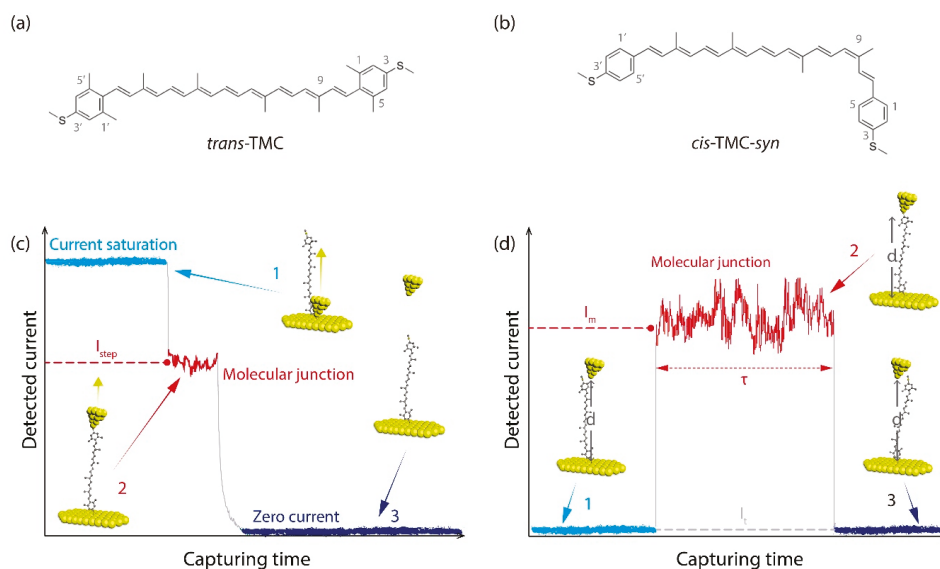 (a)
5'
S
3'
1'
9
1
3
S
5
trans-TMC
(b)
1'
3'
S
5'
9
5
1
3
S
cis-TMC-syn
(c)
Detected current
Current saturation
1
I_step
Molecular junction
2
Zero current
3
Capturing time
(d)
Detected current
Molecular junction
2
d
I_m
τ
d
d
1
3
I_t
Capturing time